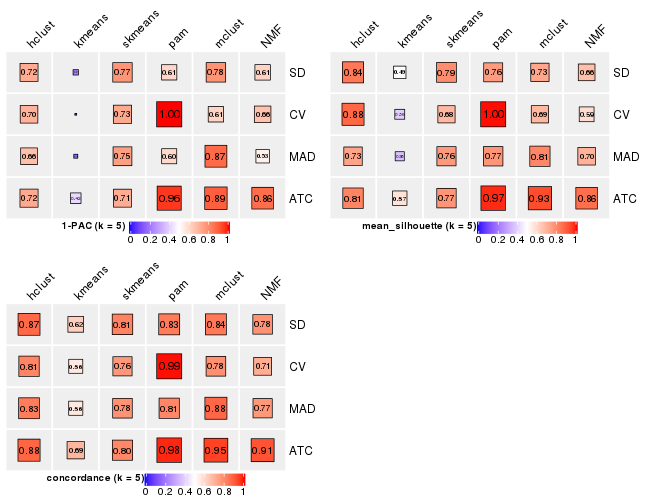 hclust kmeans skmeans pam mclust NMF
0.72 0.77 0.61 0.78 0.61 SD
0.70 0.73 1.00 0.61 0.66 CV
0.66 0.75 0.60 0.87 0.53 MAD
0.72 0.43 0.71 0.96 0.89 0.86 ATC
1-PAC (k = 5)
0 0.2 0.4 0.6 0.8 1
hclust kmeans skmeans pam mclust NMF
0.84 0.49 0.79 0.76 0.73 0.66 SD
0.88 0.68 1.00 0.69 0.59 CV
0.73 0.76 0.77 0.81 0.70 MAD
0.81 0.57 0.77 0.97 0.93 0.86 ATC
mean_silhouette (k = 5)
0 0.2 0.4 0.6 0.8 1
hclust kmeans skmeans pam mclust NMF
0.87 0.62 0.81 0.83 0.84 0.78 SD
0.81 0.56 0.76 0.99 0.78 0.71 CV
0.83 0.56 0.78 0.81 0.88 0.77 MAD
0.88 0.69 0.80 0.98 0.95 0.91 ATC
concordance (k = 5)
0 0.2 0.4 0.6 0.8 1